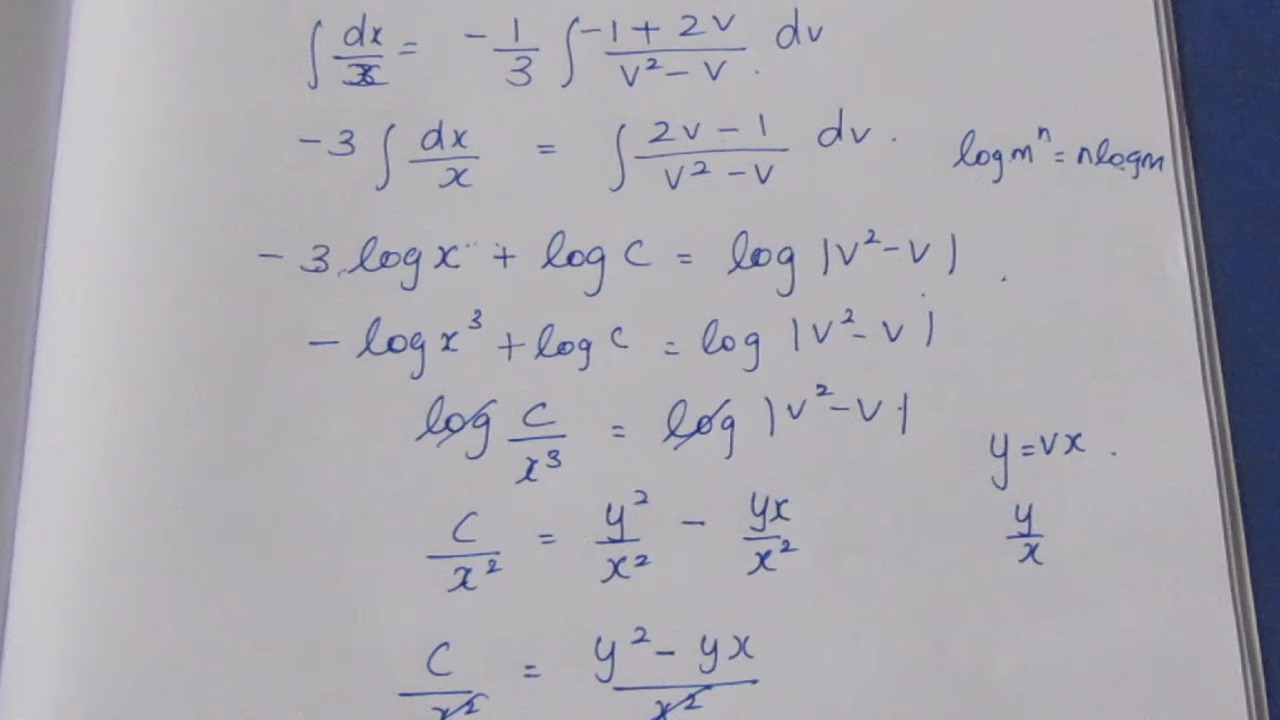 ∫ dx/x = -1/3 ∫ -1 + 2v / v² - v dv
-3 ∫ dx/x = ∫ 2v - 1 / v² - v dv . log mⁿ = n log m
- 3 log x + log C = log |v² - v|
- log x³ + log C = log |v² - v|
log C/x³ = log |v² - v|
y = vx .
C/x² = y²/x² - yx/x² y/x
C/x² = y² - yx / x²